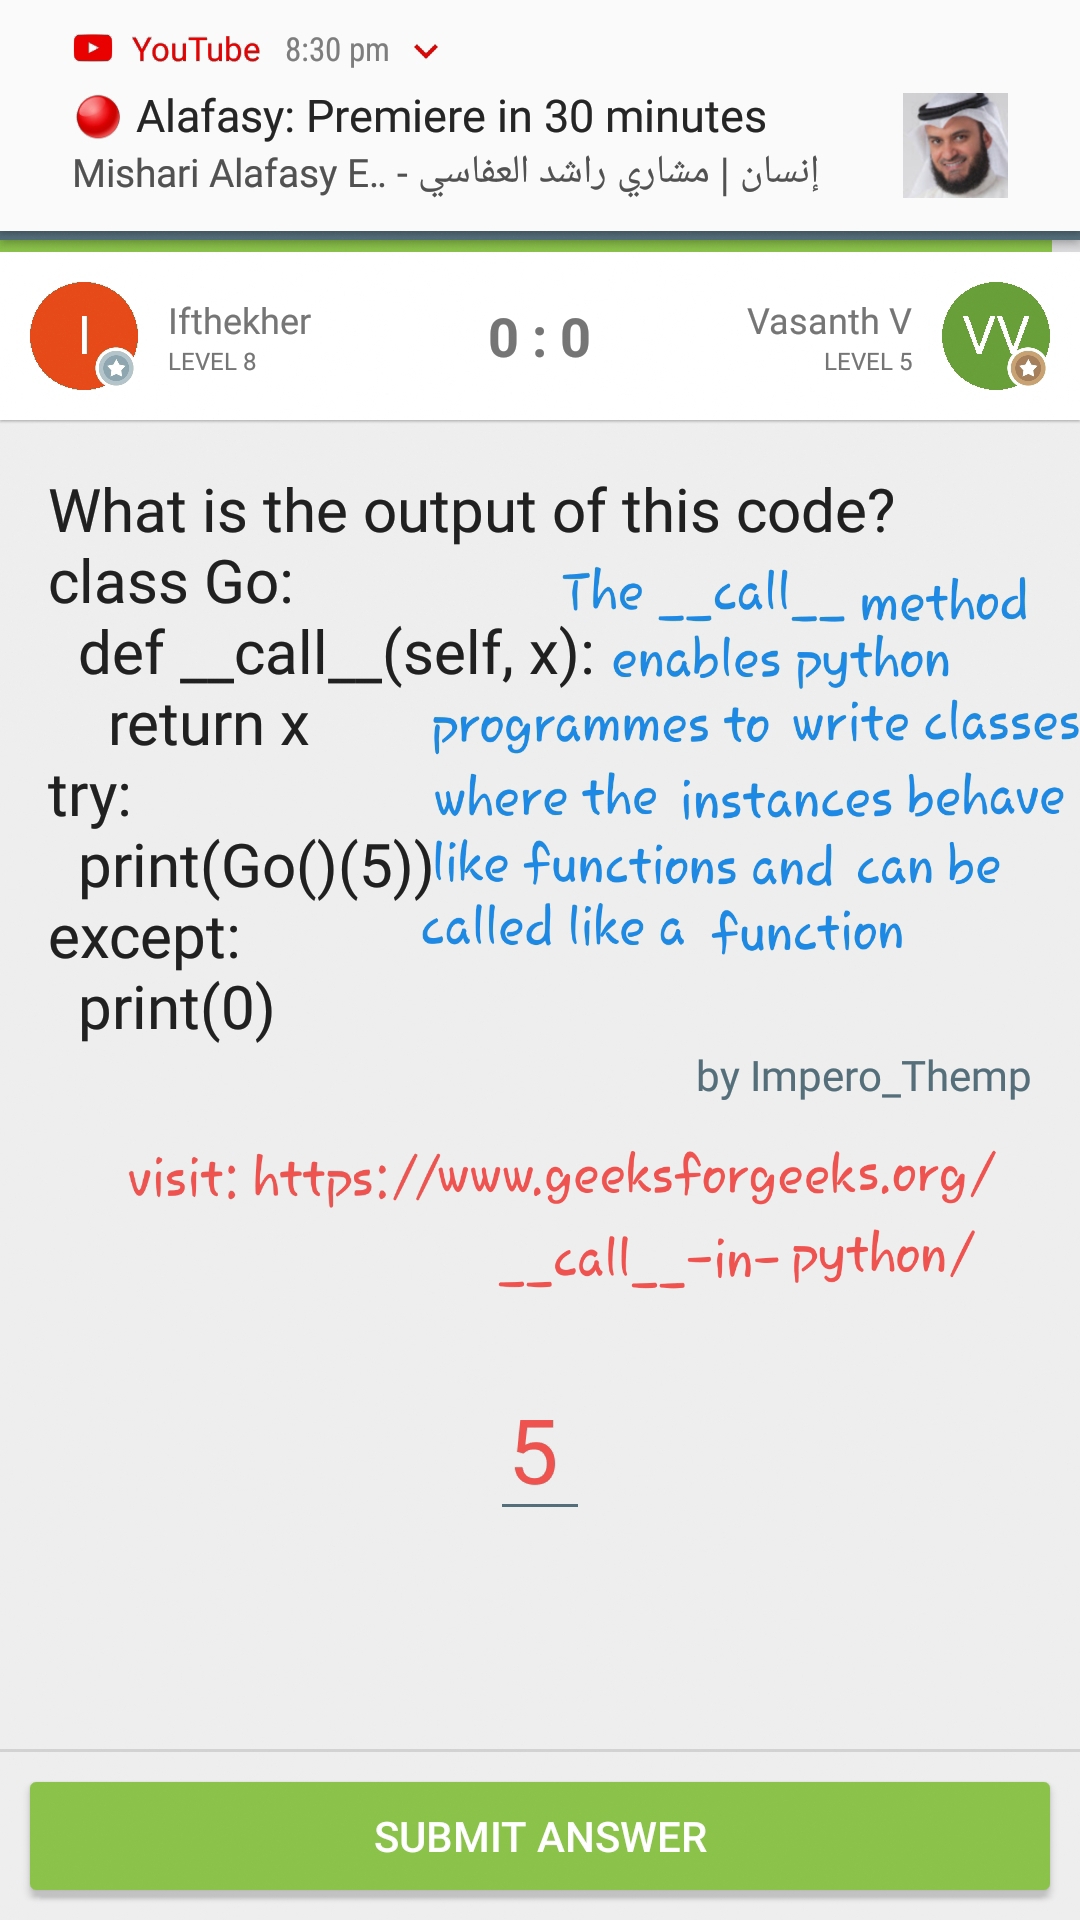 YouTube 8:30 pm
Alafasy: Premiere in 30 minutes
Mishari Alafasy E.. - إنسان | مشاري راشد العفاسي
I
Ifthekher
LEVEL 8
0 : 0
Vasanth V
LEVEL 5
VV
What is the output of this code?
class Go:
The __call__ method
def __call__(self, x):
enables python
return x
programmes to write classes
try:
where the instances behave
print(Go()(5))
like functions and can be
except:
called like a function
print(0)
by Impero_Themp
visit: https://www.geeksforgeeks.org/
__call__-in-python/
5
SUBMIT ANSWER